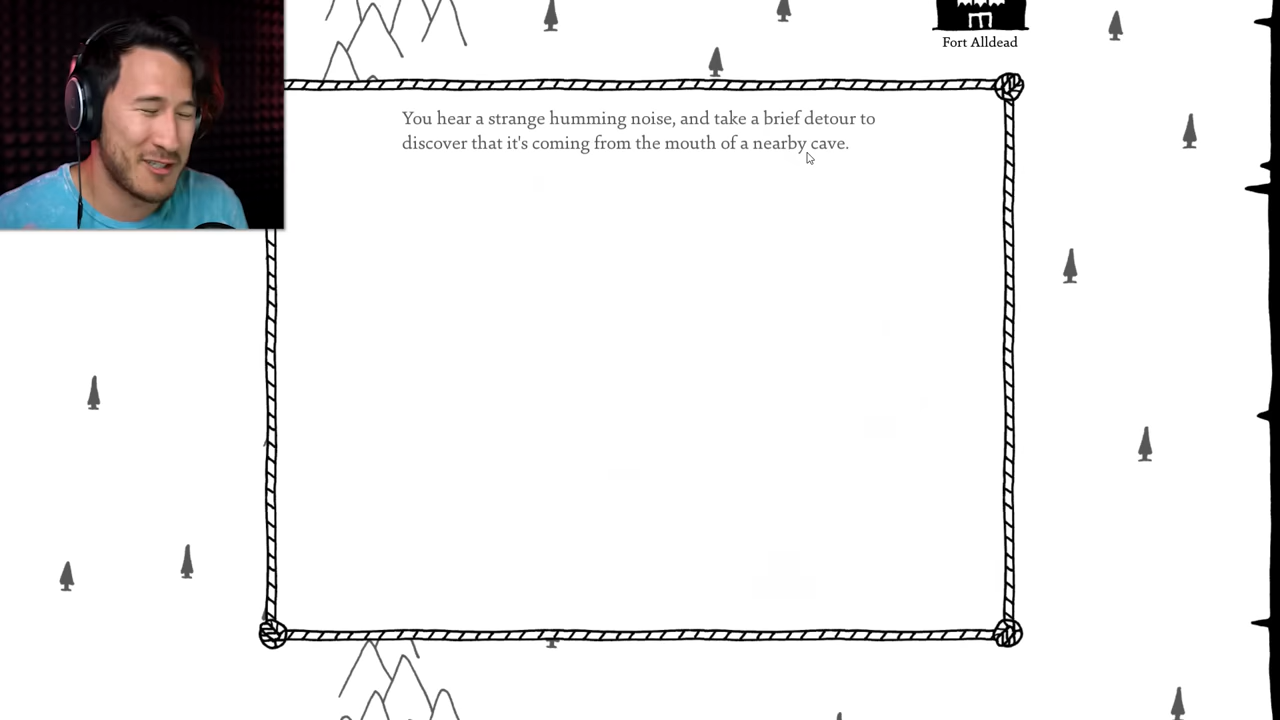 Fort Alldead
You hear a strange humming noise, and take a brief detour to
discover that it's coming from the mouth of a nearby cave.